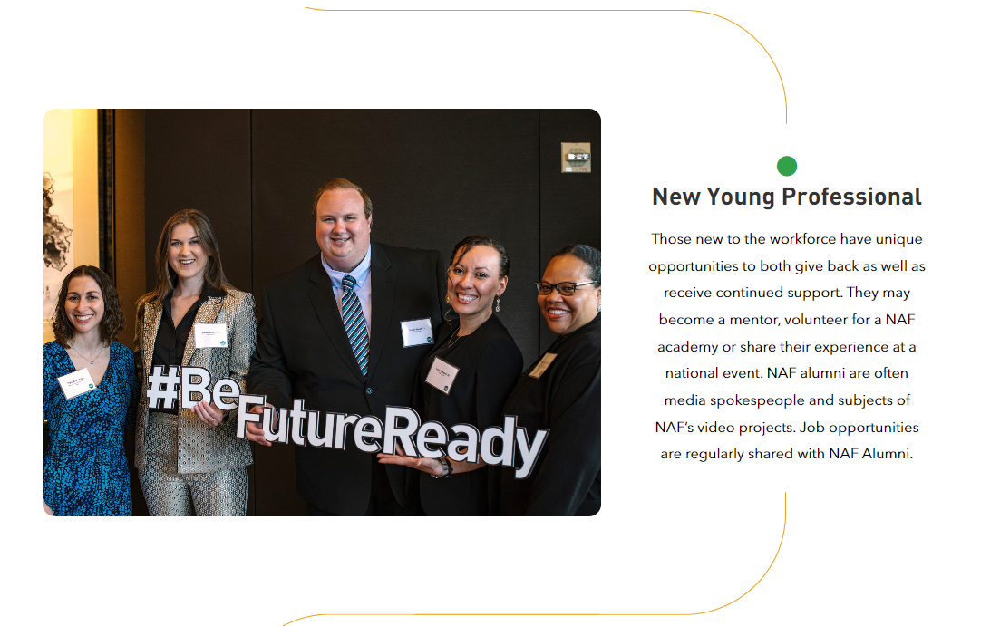 #Be
FutureReady
New Young Professional
Those new to the workforce have unique
opportunities to both give back as well as
receive continued support. They may
become a mentor, volunteer for a NAF
academy or share their experience at a
national event. NAF alumni are often
media spokespeople and subjects of
NAF’s video projects. Job opportunities
are regularly shared with NAF Alumni.